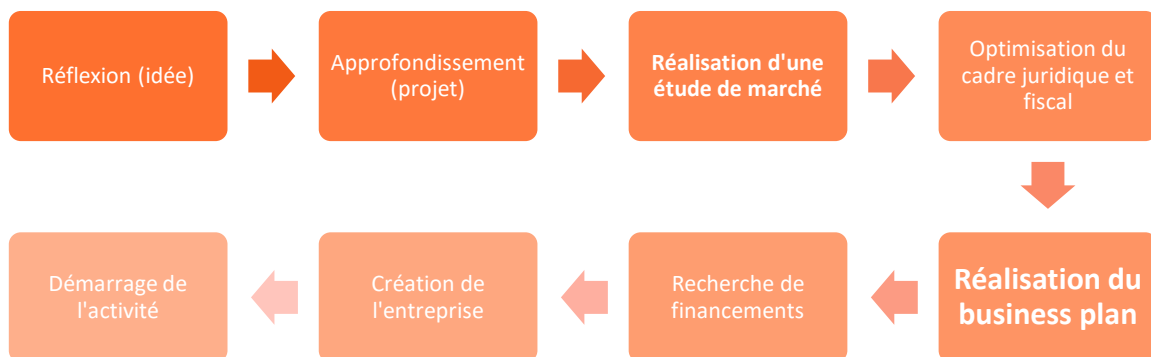 Réflexion (idée)
Approfondissement
(projet)
Réalisation d'une
étude de marché
Optimisation du
cadre juridique et
fiscal
Réalisation du
business plan
Recherche de
financements
Création de
l'entreprise
Démarrage de
l'activité